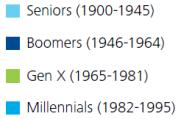 Seniors (1900-1945)
Boomers (1946-1964)
Gen X (1965-1981)
Millennials (1982-1995)